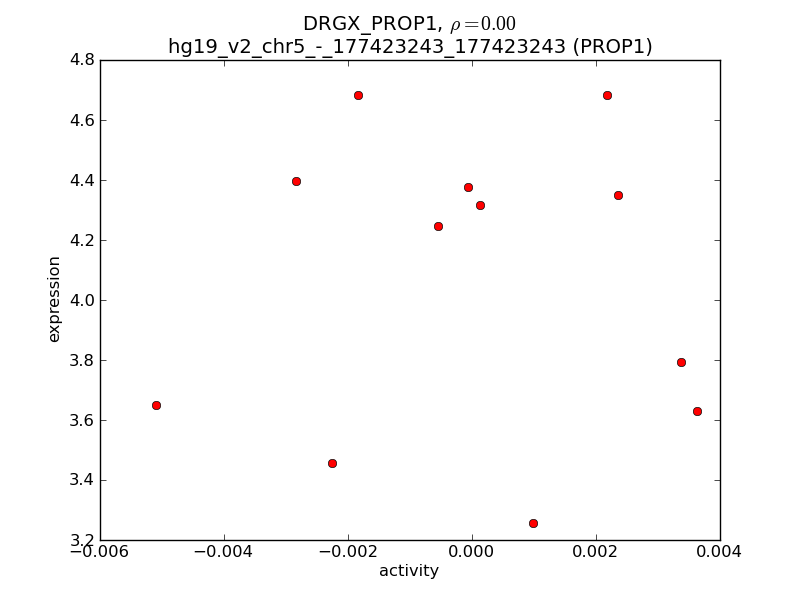 DRGX_PROP1, ρ = 0.00
hg19_v2_chr5_-_177423243_177423243 (PROP1)
4.8
4.6
4.4
4.2
4.0
3.8
3.6
3.4
3.2
expression
−0.006 −0.004 −0.002 0.000 0.002 0.004
activity